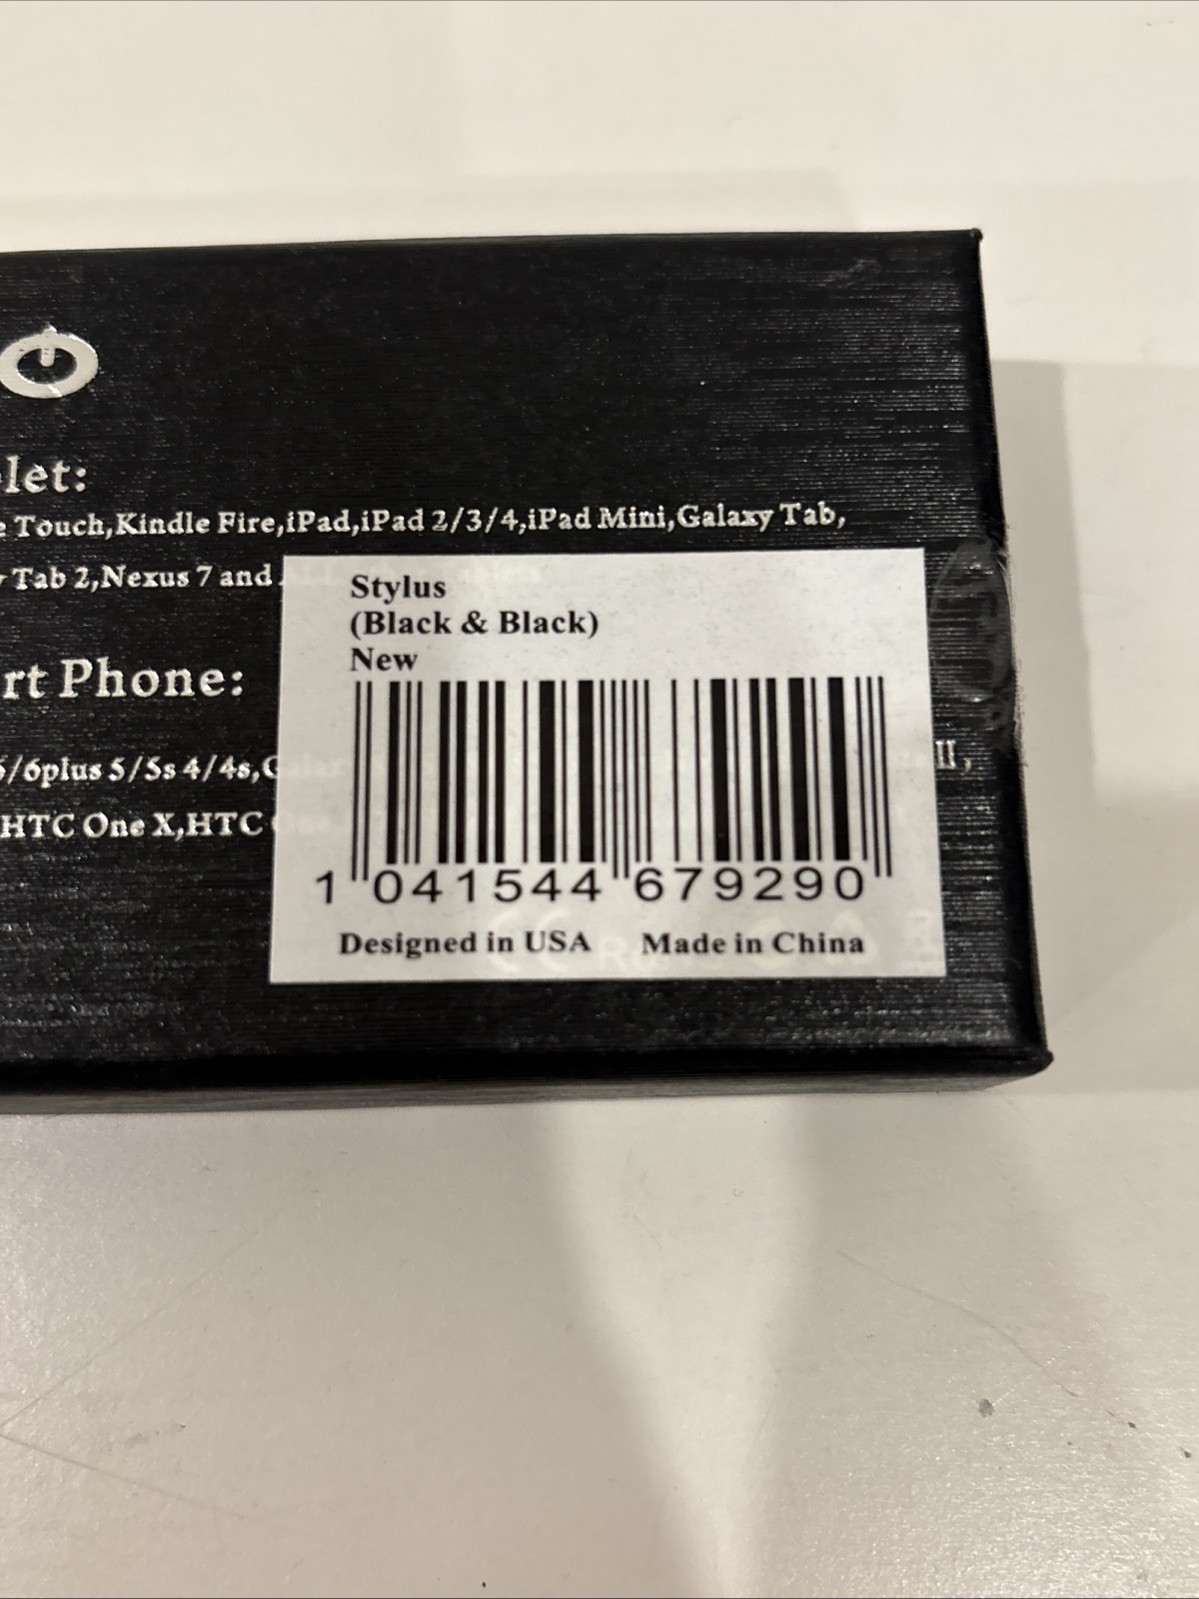 let:
Touch,Kindle Fire,iPad,iPad 2/3/4,iPad Mini,Galaxy Tab,
Tab 2,Nexus 7 and
Stylus
(Black & Black)
New
rt Phone:
6/6plus 5/5s 4/4s,
II,
HTC One X,HTC
1 041544 679290
Designed in USA Made in China